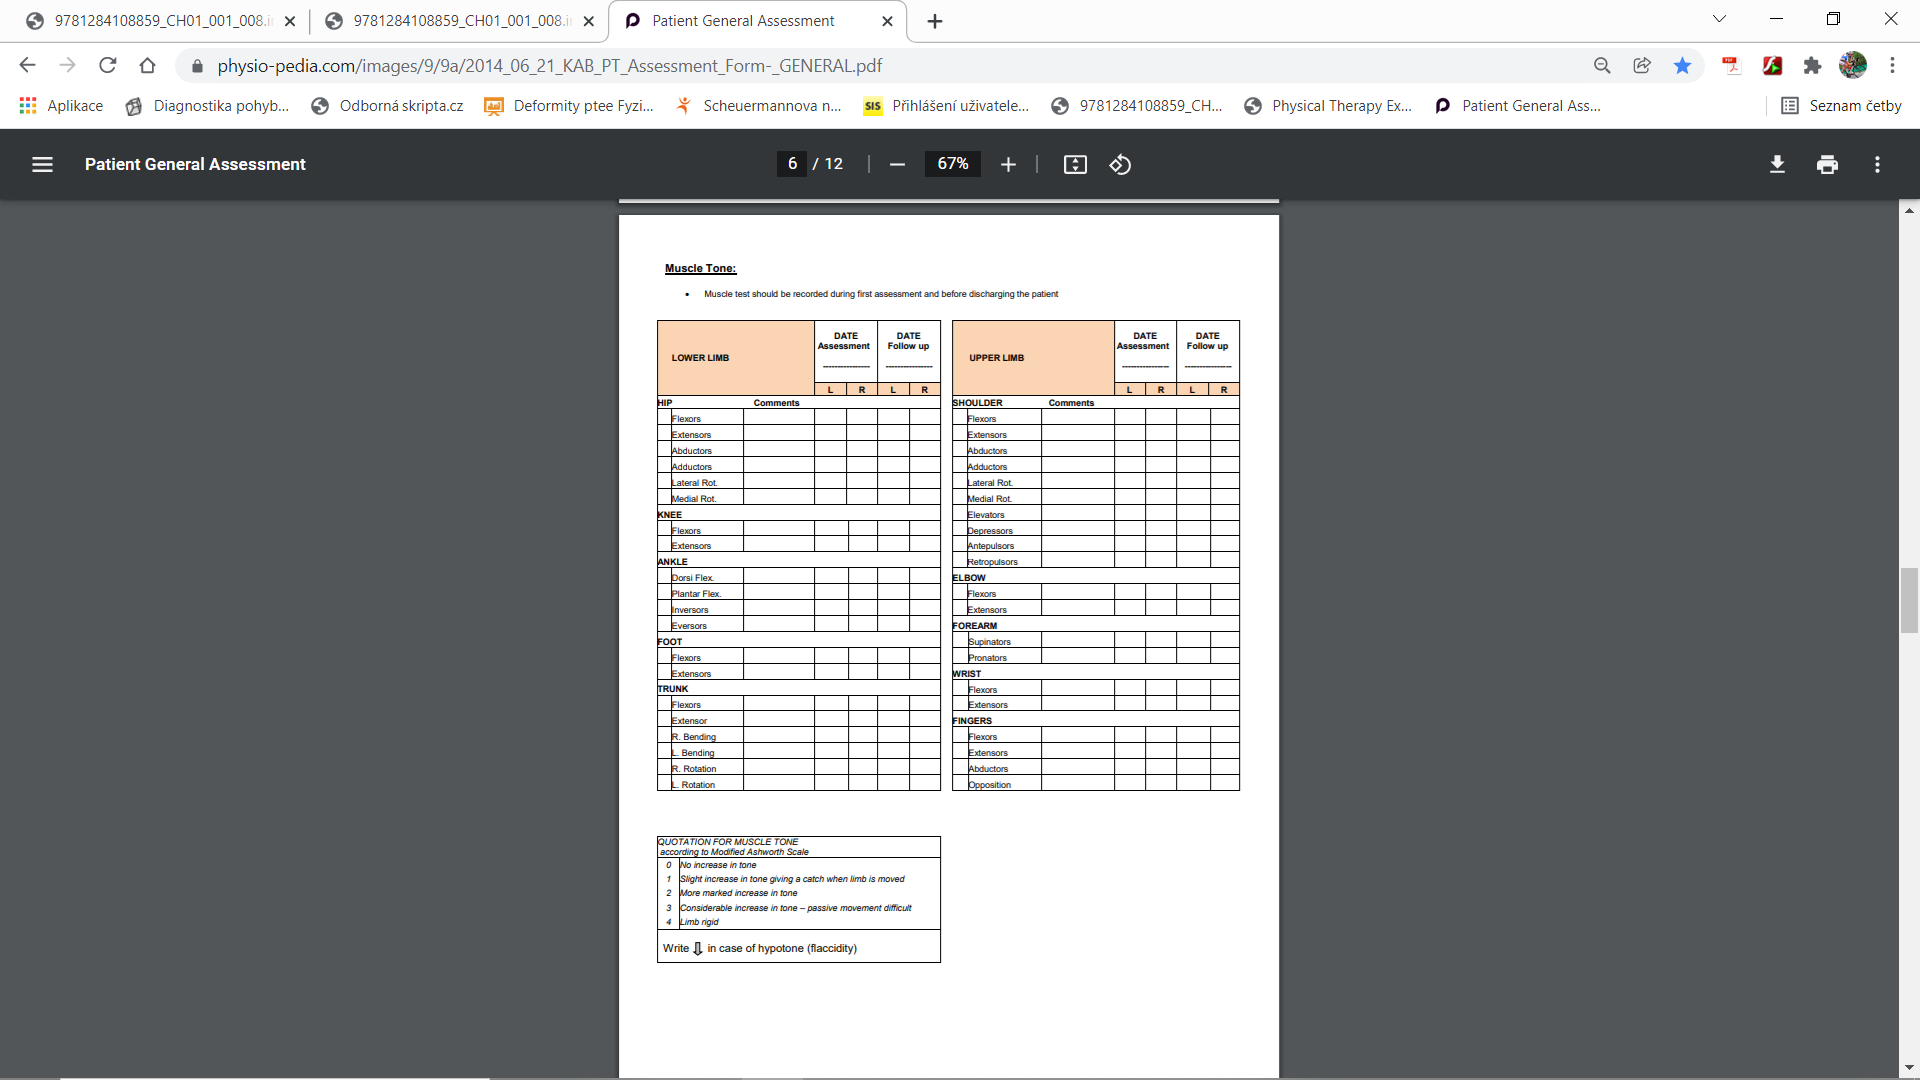 9781284108859_CH01_001_008.i
9781284108859_CH01_001_008.i
Patient General Assessment
physio-pedia.com/images/9/9a/2014_06_21_KAB_PT_Assessment_Form-_GENERAL.pdf
Aplikace
Diagnostika pohyb...
Odborná skripta.cz
Deformity ptee Fyzi...
Scheuermannova n...
SIS
Přihlášení uživatele...
9781284108859_CH...
Physical Therapy Ex...
Patient General Ass...
Seznam četby
Patient General Assessment
6 / 12
67%
Muscle Tone:
• Muscle test should be recorded during first assessment and before discharging the patient
LOWER LIMB
DATE
Assessment
----------------
DATE
Follow up
----------------
L R L R
HIP Comments
Flexors
Extensors
Abductors
Adductors
Lateral Rot.
Medial Rot.
KNEE
Flexors
Extensors
ANKLE
Dorsi Flex.
Plantar Flex.
Inversors
Eversors
FOOT
Flexors
Extensors
TRUNK
Flexors
Extensor
R. Bending
L. Bending
R. Rotation
L. Rotation
UPPER LIMB
DATE
Assessment
----------------
DATE
Follow up
----------------
L R L R
SHOULDER Comments
Flexors
Extensors
Abductors
Adductors
Lateral Rot.
Medial Rot.
Elevators
Depressors
Antepulsors
Retropulsors
ELBOW
Flexors
Extensors
FOREARM
Supinators
Pronators
WRIST
Flexors
Extensors
FINGERS
Flexors
Extensors
Abductors
Opposition
QUOTATION FOR MUSCLE TONE
according to Modified Ashworth Scale
0 No increase in tone
1 Slight increase in tone giving a catch when limb is moved
2 More marked increase in tone
3 Considerable increase in tone – passive movement difficult
4 Limb rigid
Write ⇩ in case of hypotone (flaccidity)